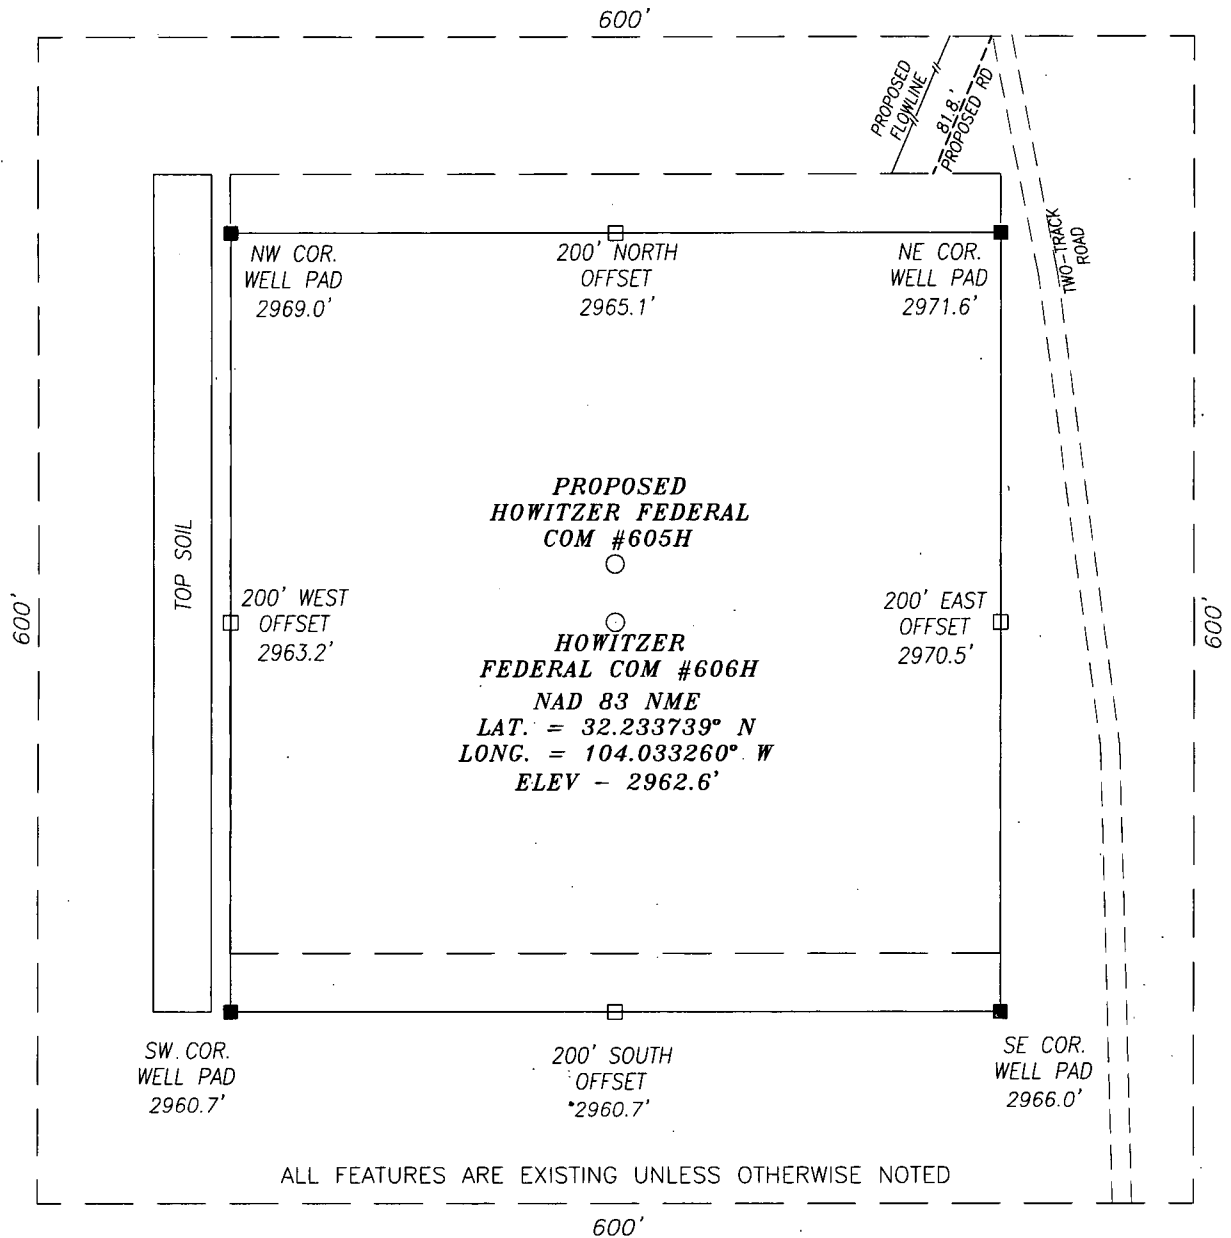 600'
PROPOSED
FLOWLINE
81.8.'
PROPOSED RD
TWO-TRACK
ROAD
NW COR.
WELL PAD
2969.0'
200' NORTH
OFFSET
2965.1'
NE COR.
WELL PAD
2971.6'
PROPOSED
HOWITZER FEDERAL
COM #605H
TOP SOIL
600'
200' WEST
OFFSET
2963.2'
200' EAST
OFFSET
2970.5'
600'
HOWITZER
FEDERAL COM #606H
NAD 83 NME
LAT. = 32.233739° N
LONG. = 104.033260° W
ELEV - 2962.6'
SW. COR.
WELL PAD
2960.7'
200' SOUTH
OFFSET
2960.7'
SE COR.
WELL PAD
2966.0'
ALL FEATURES ARE EXISTING UNLESS OTHERWISE NOTED
600'